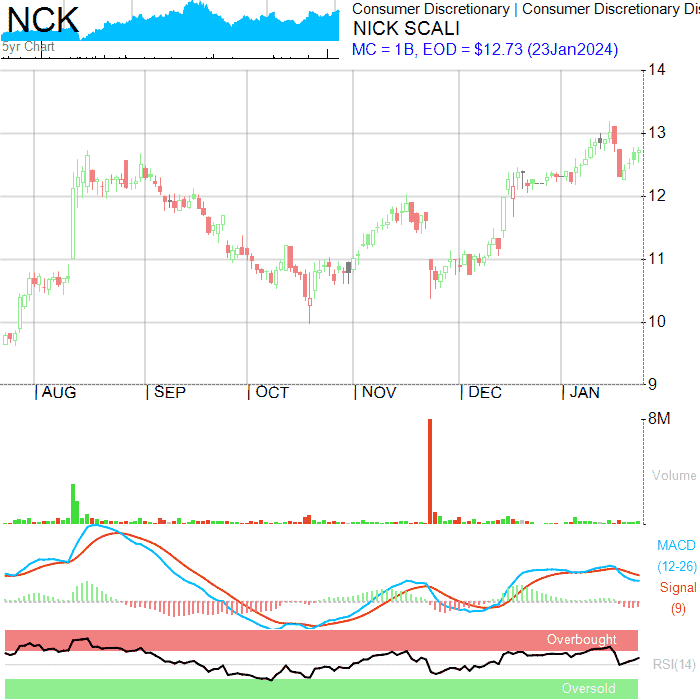 NCK
5yr Chart
Consumer Discretionary | Consumer Discretionary Dis
NICK SCALI
MC = 1B, EOD = $12.73 (23Jan2024)
14
13
12
11
10
9
AUG
SEP
OCT
NOV
DEC
JAN
8M
Volume
MACD
(12-26)
Signal
(9)
Overbought
RSI(14)
Oversold